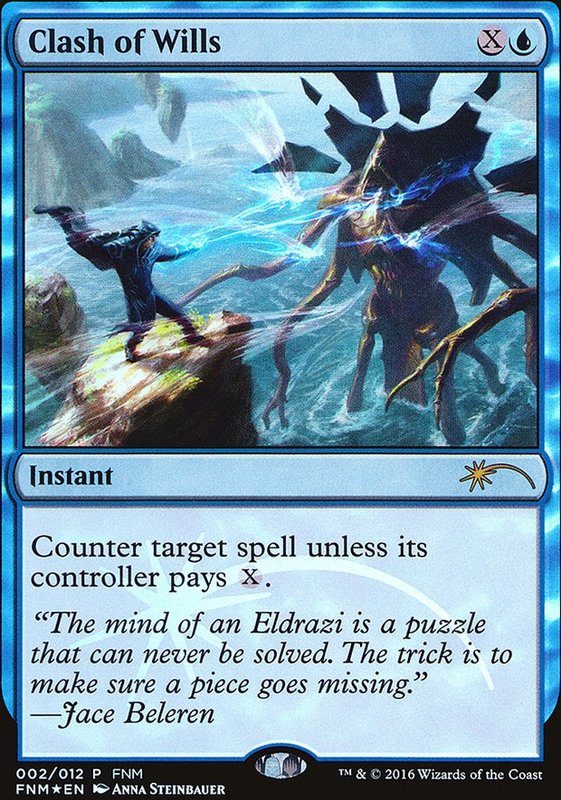 Clash of Wills X
Instant
Counter target spell unless its
controller pays X.
“The mind of an Eldrazi is a puzzle
that can never be solved. The trick is to
make sure a piece goes missing.”
—Jace Beleren
002/012 P FNM
FNM★EN Anna Steinbauer
™ & © 2016 Wizards of the Coast